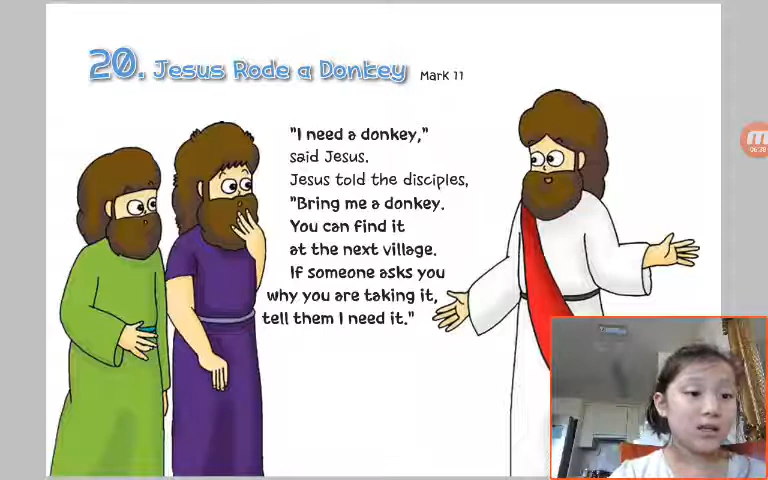 20. Jesus Rode a Donkey Mark 11
"I need a donkey,"
said Jesus.
Jesus told the disciples,
"Bring me a donkey.
You can find it
at the next village.
If someone asks you
why you are taking it,
tell them I need it."
M
06:38